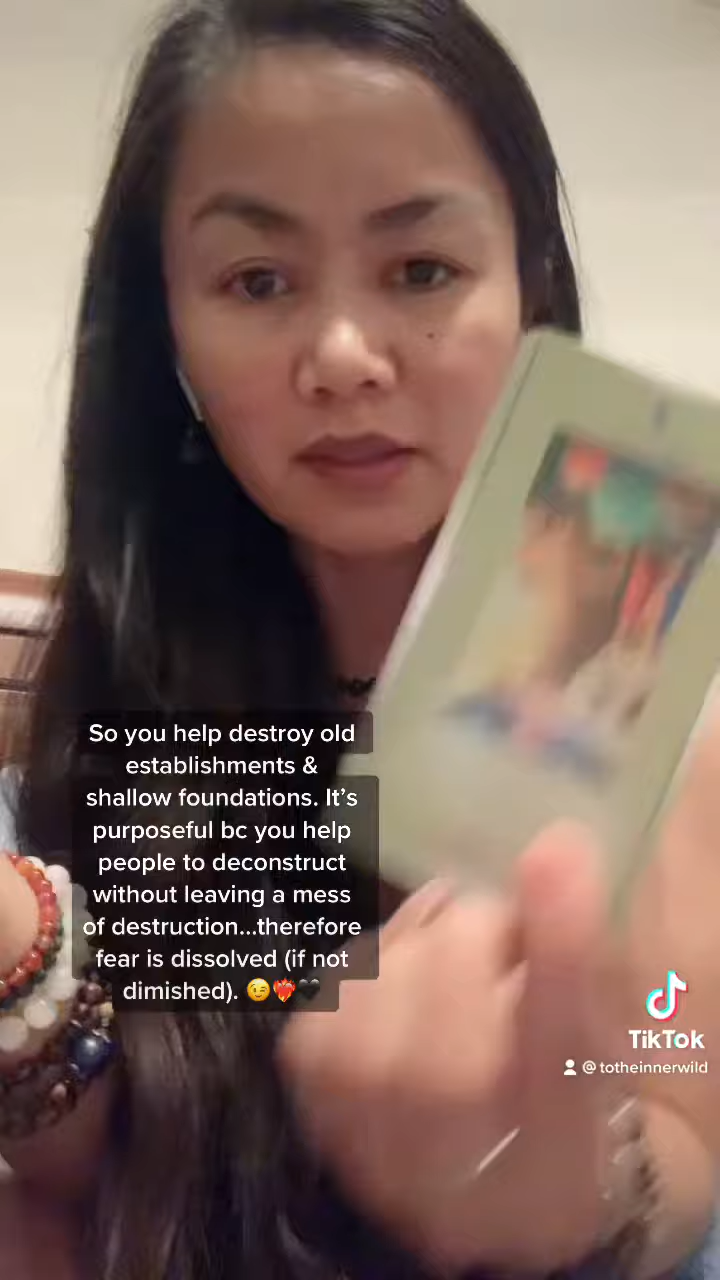 So you help destroy old
establishments &
shallow foundations. It’s
purposeful bc you help
people to deconstruct
without leaving a mess
of destruction...therefore
fear is dissolved (if not
dimished). 😉❤️‍🔥🖤
TikTok
@totheinnerwild